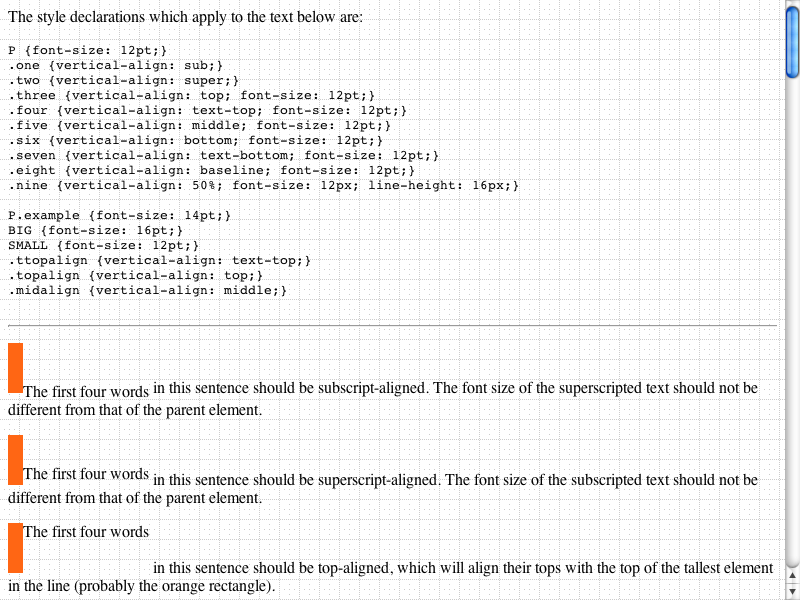 The style declarations which apply to the text below are:
P {font-size: 12pt;}
.one {vertical-align: sub;}
.two {vertical-align: super;}
.three {vertical-align: top; font-size: 12pt;}
.four {vertical-align: text-top; font-size: 12pt;}
.five {vertical-align: middle; font-size: 12pt;}
.six {vertical-align: bottom; font-size: 12pt;}
.seven {vertical-align: text-bottom; font-size: 12pt;}
.eight {vertical-align: baseline; font-size: 12pt;}
.nine {vertical-align: 50%; font-size: 12px; line-height: 16px;}
P.example {font-size: 14pt;}
BIG {font-size: 16pt;}
SMALL {font-size: 12pt;}
.ttopalign {vertical-align: text-top;}
.topalign {vertical-align: top;}
.midalign {vertical-align: middle;}
The first four words in this sentence should be subscript-aligned. The font size of the superscripted text should not be
different from that of the parent element.
The first four words in this sentence should be superscript-aligned. The font size of the subscripted text should not be
different from that of the parent element.
The first four words
in this sentence should be top-aligned, which will align their tops with the top of the tallest element
in the line (probably the orange rectangle).